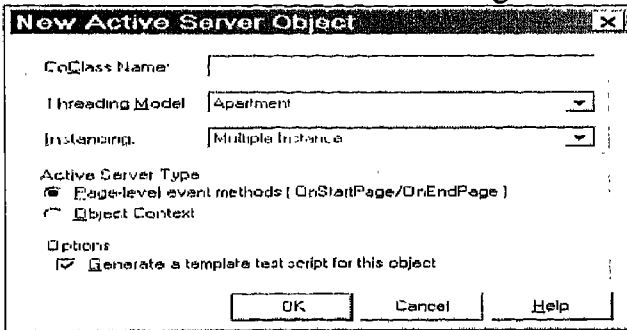 New Active Server Object
CoClass Name:
Threading Model Apartment
Instancing: Multiple Instance
Active Server Type
Page-level event methods ( OnStartPage/OnEndPage )
Object Context
Options
Generate a template test script for this object
OK Cancel Help